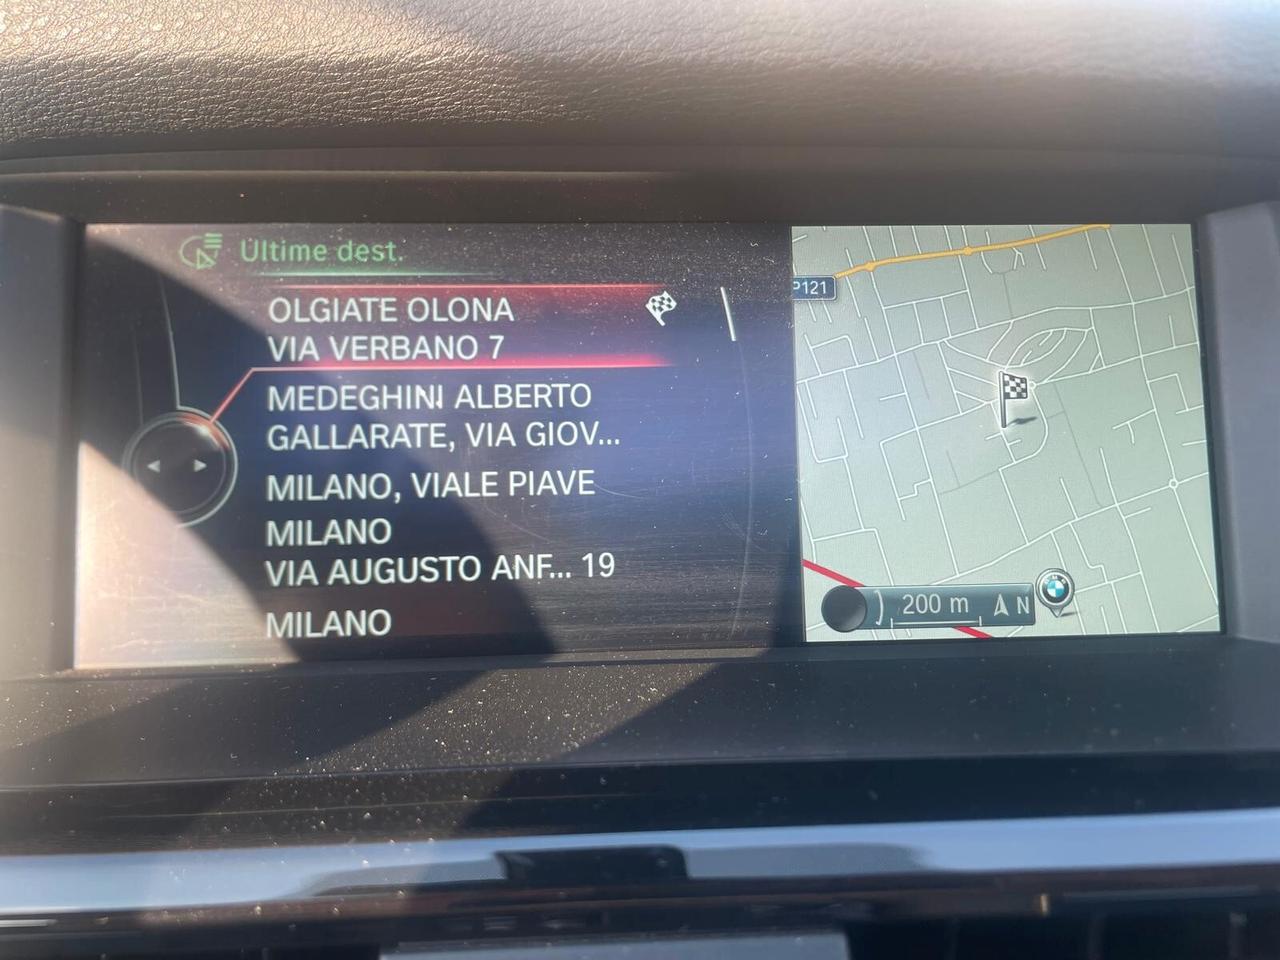 Ultime dest.
OLGIATE OLONA
VIA VERBANO 7
MEDEGHINI ALBERTO
GALLARATE, VIA GIOV...
MILANO, VIALE PIAVE
MILANO
VIA AUGUSTO ANF... 19
MILANO
P121
200 m
N